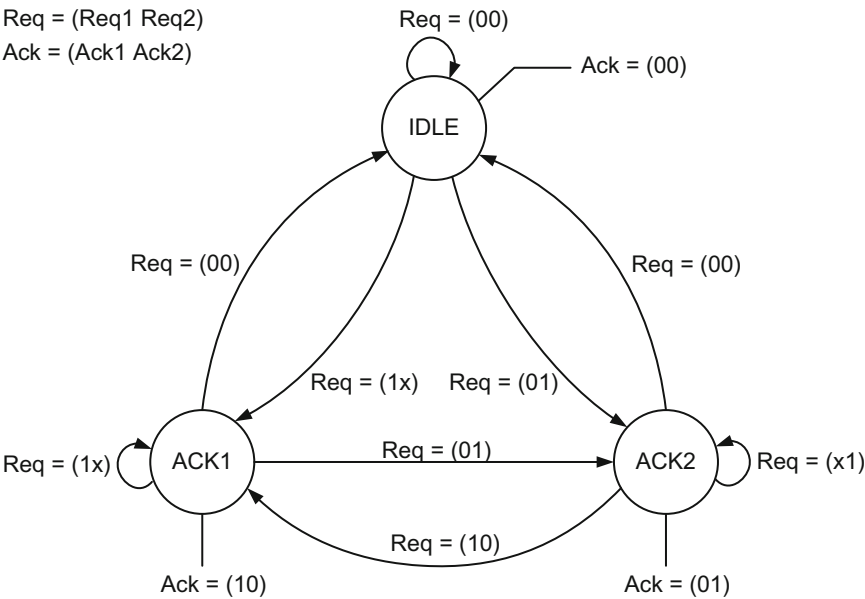 Req = (Req1 Req2)
Ack = (Ack1 Ack2)
Req = (00)
Ack = (00)
IDLE
Req = (00)
Req = (00)
Req = (1x)
Req = (01)
Req = (1x)
ACK1
Req = (01)
ACK2
Req = (x1)
Req = (10)
Ack = (10)
Ack = (01)